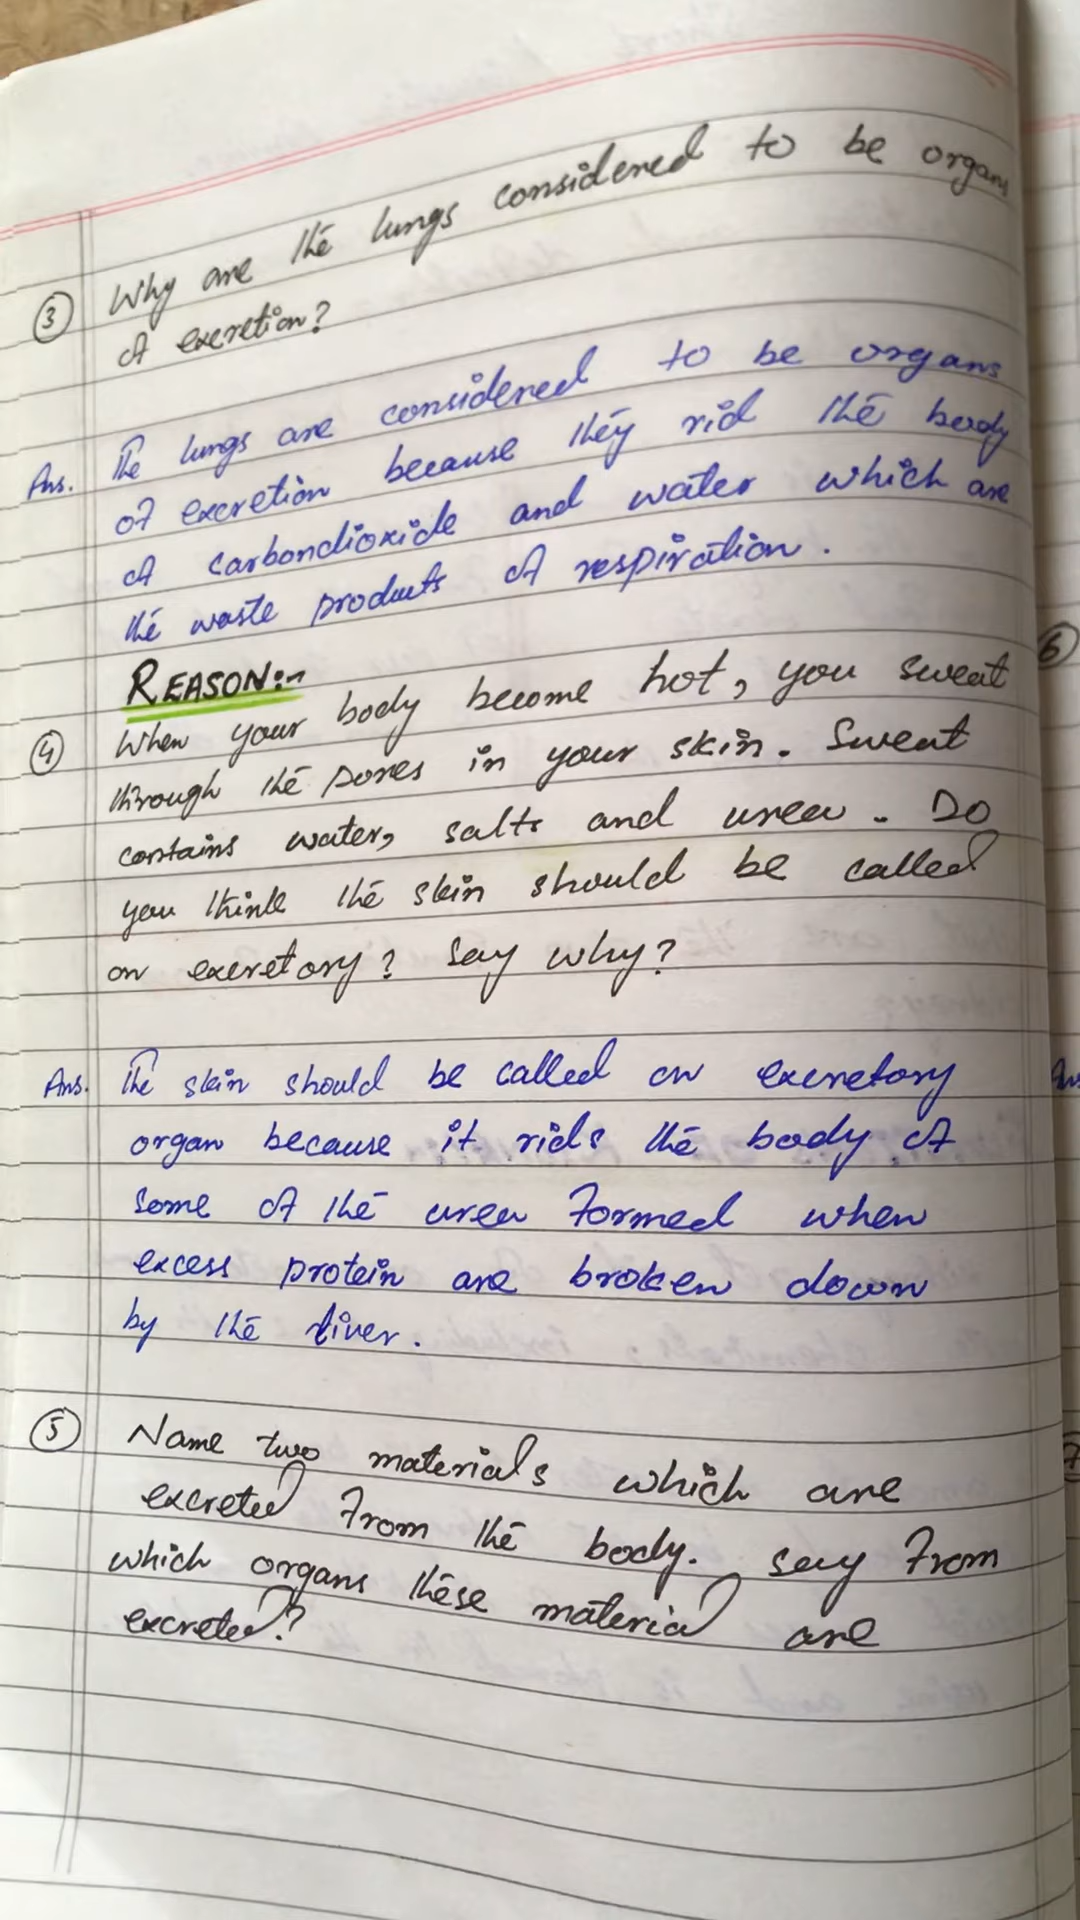 ③ Why are the lungs considered to be organs
of excretion?
Ans. The lungs are considered to be organs
of excretion because they rid the body
of carbondioxide and water which are
the waste products of respiration.
REASON:-
④ When your body become hot, you sweat
through the pores in your skin. Sweat
contains water, salts and urea. Do
you think the skin should be called
an excretory? Say why?
Ans. The skin should be called an excretory
organ because it rids the body of
some of the urea formed when
excess protein are broken down
by the liver.
⑤ Name two materials which are
excreted from the body. Say from
which organs these material are
excreted?
⑥
Ans
7